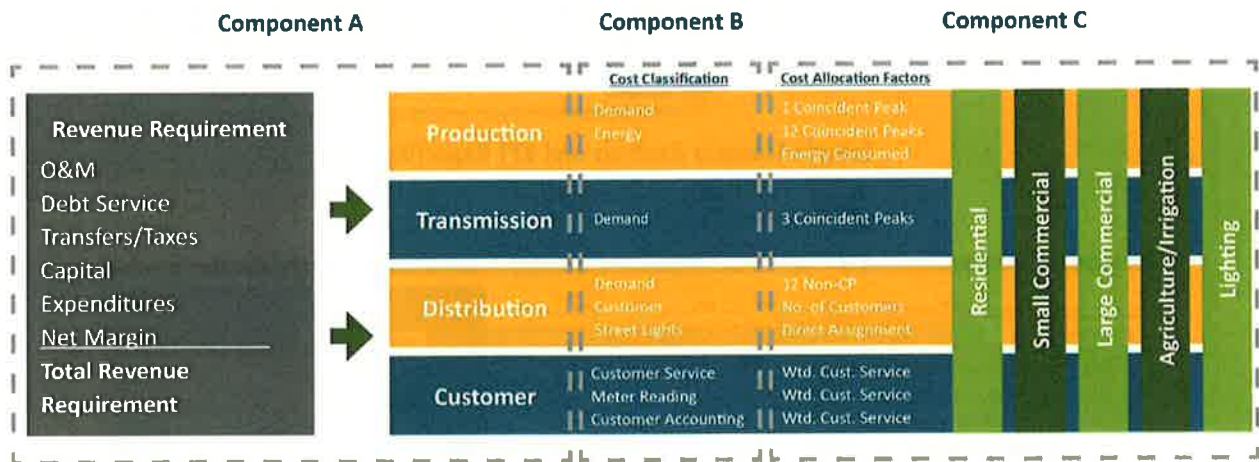 Component A
Component B
Component C
Cost Classification
Cost Allocation Factors
Revenue Requirement
O&M
Debt Service
Transfers/Taxes
Capital
Expenditures
Net Margin
Total Revenue
Requirement
Production
Demand
Energy
1 Coincident Peak
12 Coincident Peaks
Energy Consumed
Transmission
Demand
3 Coincident Peaks
Distribution
Demand
Customer
Street Lights
12 Non-CP
No. of Customers
Direct Assignment
Customer
Customer Service
Meter Reading
Customer Accounting
Wtd. Cust. Service
Wtd. Cust. Service
Wtd. Cust. Service
Residential
Small Commercial
Large Commercial
Agriculture/Irrigation
Lighting